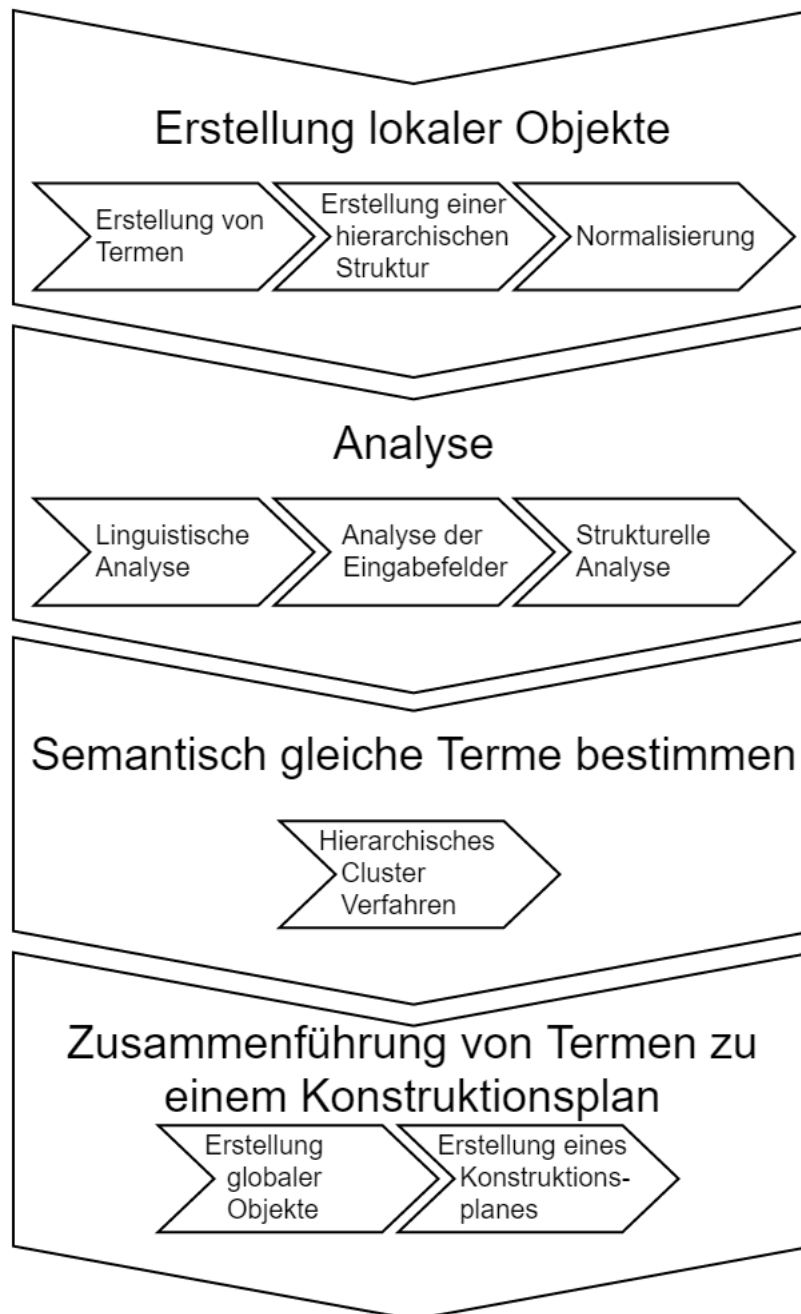 Erstellung lokaler Objekte
Erstellung von
Termen
Erstellung einer
hierarchischen
Struktur
Normalisierung
Analyse
Linguistische
Analyse
Analyse der
Eingabefelder
Strukturelle
Analyse
Semantisch gleiche Terme bestimmen
Hierarchisches
Cluster
Verfahren
Zusammenführung von Termen zu
einem Konstruktionsplan
Erstellung
globaler
Objekte
Erstellung eines
Konstruktions-
planes